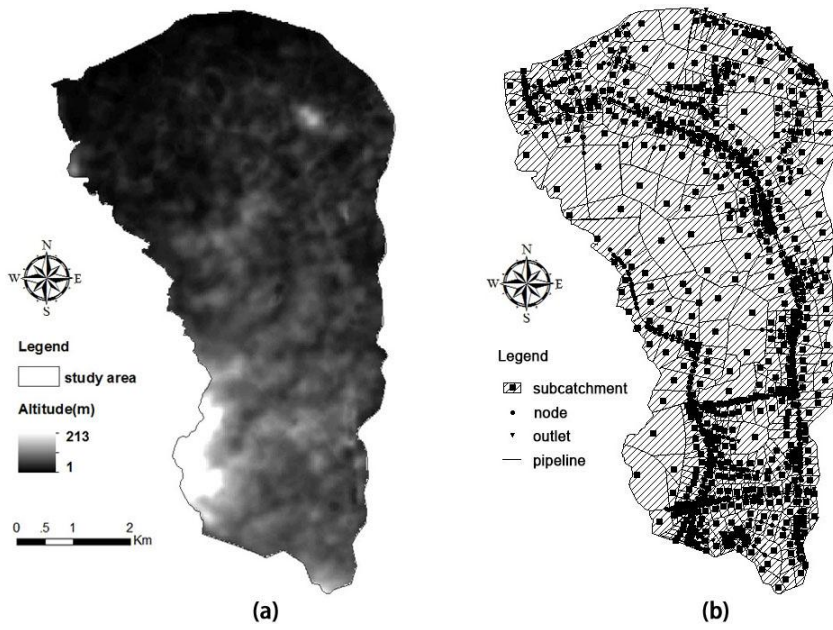 N
W E
S
Legend
study area
Altitude(m)
213
1
0 .5 1 2
Km
(a)
N
W E
S
Legend
subcatchment
node
outlet
pipeline
(b)